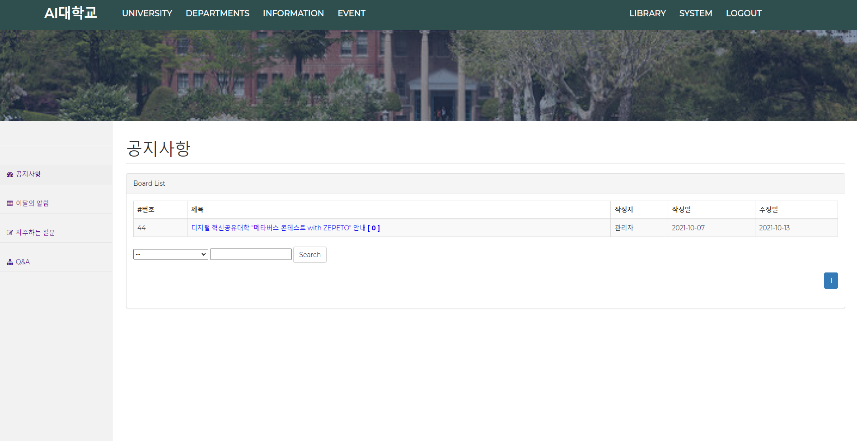 AI대학교 UNIVERSITY DEPARTMENTS INFORMATION EVENT LIBRARY SYSTEM LOGOUT
공지사항
공지사항
이달의 알림
자주하는 질문
Q&A
Board List
#번호 제목 작성자 작성일 수정일
44 디지털 혁신공유대학 "메타버스 콘테스트 with ZEPETO" 안내 [ 0 ] 관리자 2021-10-07 2021-10-13
-- Search
1